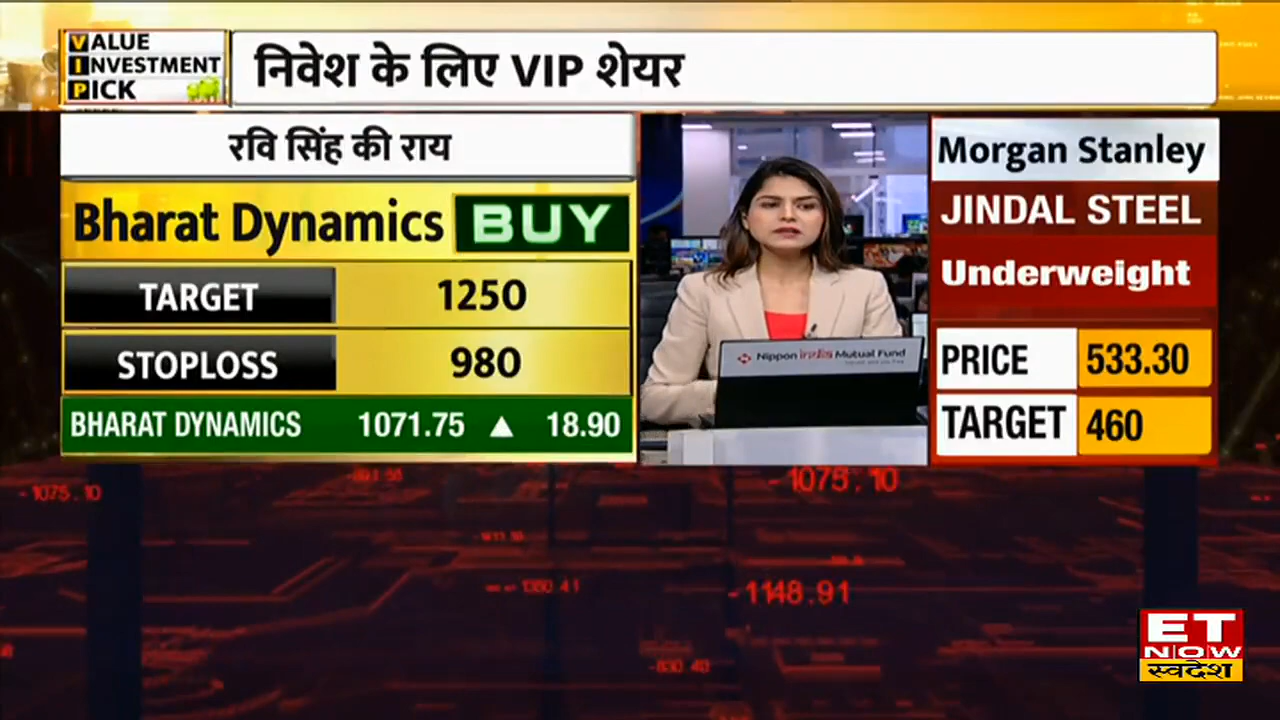 VALUE
INVESTMENT
PICK
निवेश के लिए VIP शेयर
रवि सिंह की राय
Bharat Dynamics BUY
TARGET 1250
STOPLOSS 980
BHARAT DYNAMICS 1071.75 ▲ 18.90
Nippon india Mutual Fund
Morgan Stanley
JINDAL STEEL
Underweight
PRICE 533.30
TARGET 460
-1075.10
-1075.10
-1148.91
ET
NOW
स्वदेश